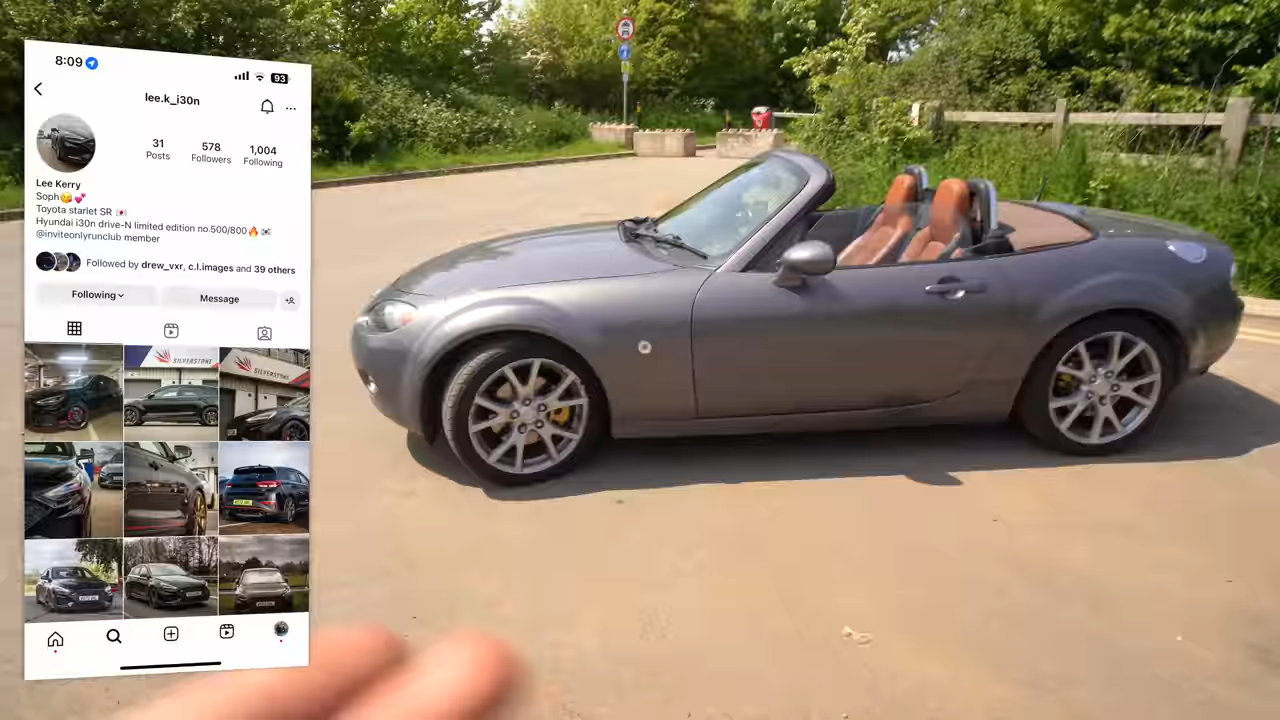 8:09
93
lee.k_i30n
31
Posts
578
Followers
1,004
Following
Lee Kerry
Soph😘💕
Toyota starlet SR 🇯🇵
Hyundai i30n drive-N limited edition no.500/800🔥🇰🇷
@inviteonlyrunclub member
Followed by drew_vxr, c.l.images and 39 others
Following
Message
SILVERSTONE
SILVERSTONE